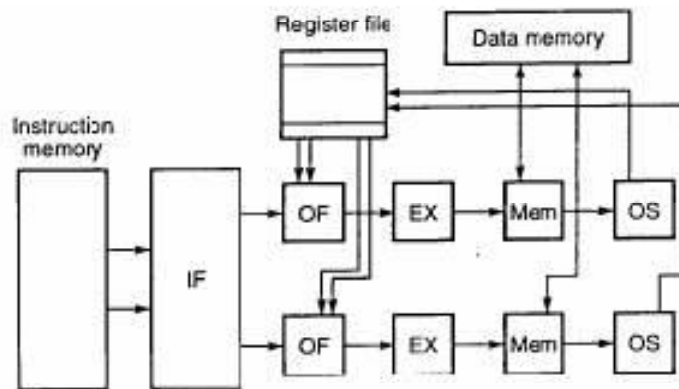 Register file
Data memory
Instruction
memory
IF
OF
EX
Mem
OS
OF
EX
Mem
OS